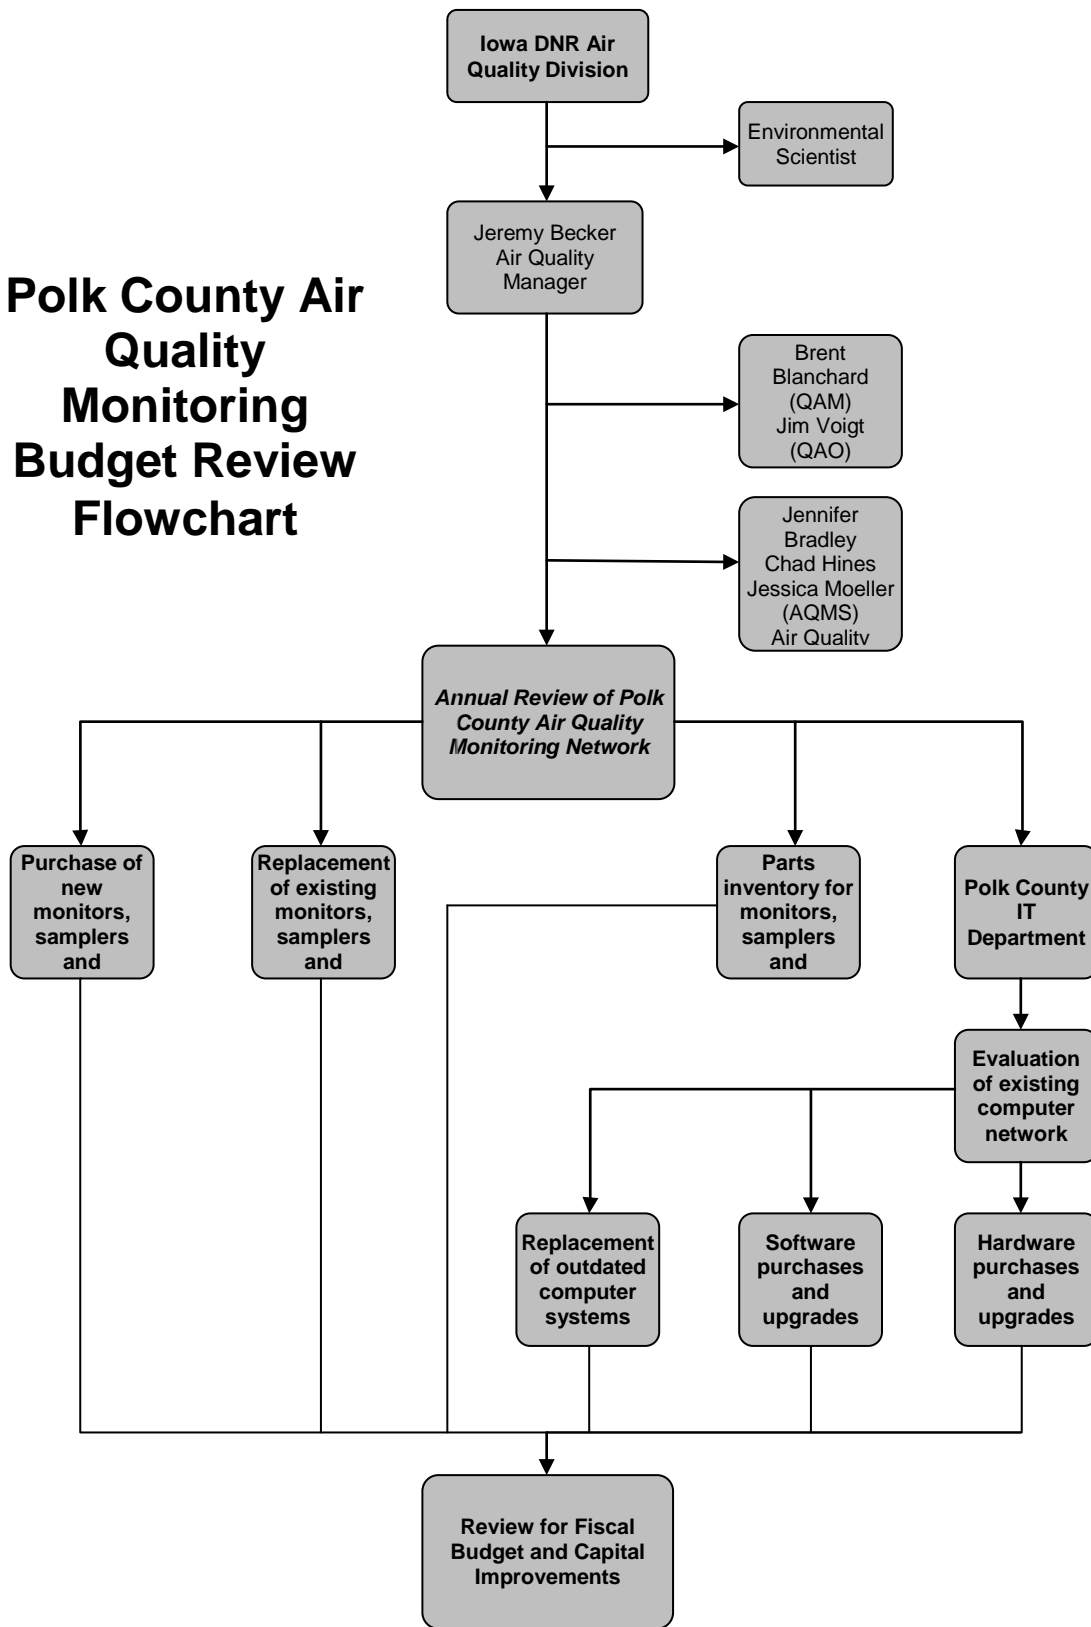 Iowa DNR Air
Quality Division
Environmental
Scientist
Jeremy Becker
Air Quality
Manager
Polk County Air
Quality
Monitoring
Budget Review
Flowchart
Brent
Blanchard
(QAM)
Jim Voigt
(QAO)
Jennifer
Bradley
Chad Hines
Jessica Moeller
(AQMS)
Air Quality
Annual Review of Polk
County Air Quality
Monitoring Network
Purchase of
new
monitors,
samplers
and
Replacement
of existing
monitors,
samplers
and
Parts
inventory for
monitors,
samplers
and
Polk County
IT
Department
Evaluation
of existing
computer
network
Replacement
of outdated
computer
systems
Software
purchases
and
upgrades
Hardware
purchases
and
upgrades
Review for Fiscal
Budget and Capital
Improvements